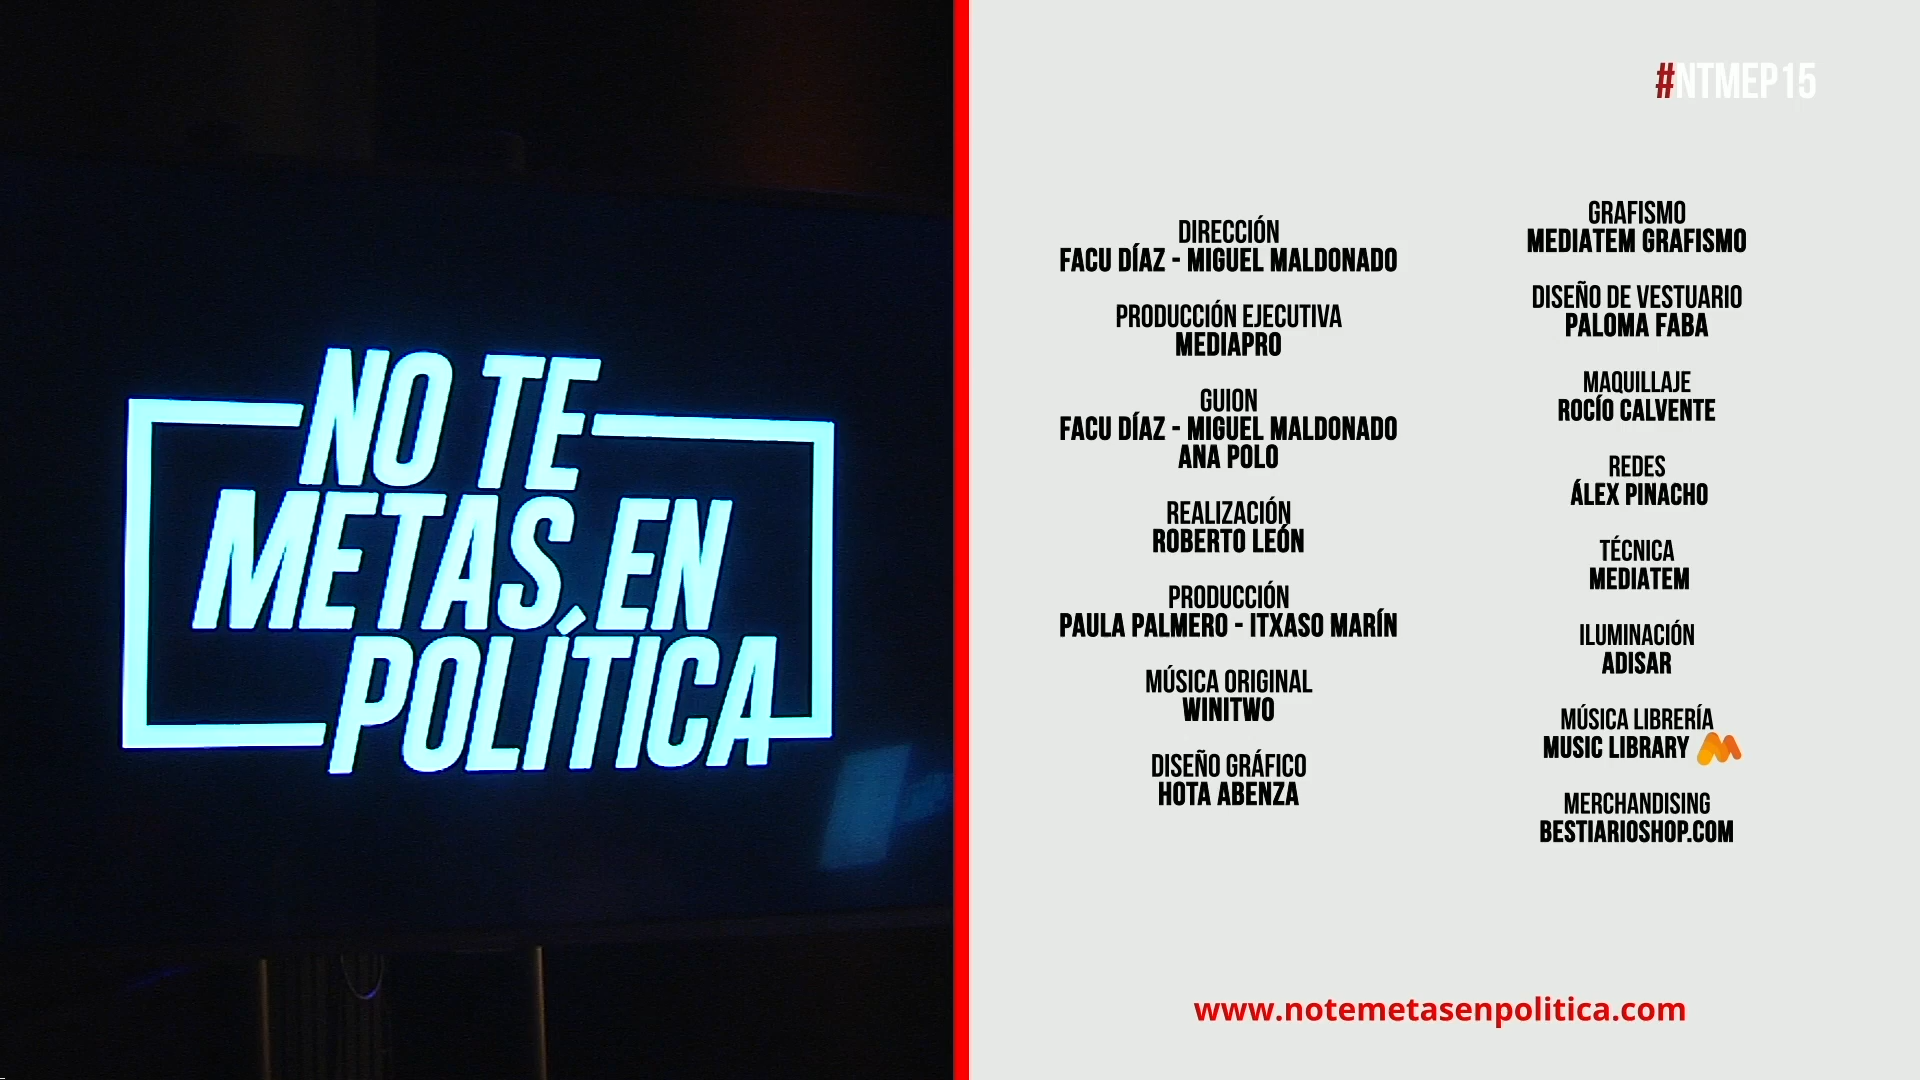 NO TE
METAS EN
POLÍTICA
#NTMEP15
DIRECCIÓN
FACU DÍAZ - MIGUEL MALDONADO
PRODUCCIÓN EJECUTIVA
MEDIAPRO
GUION
FACU DÍAZ - MIGUEL MALDONADO
ANA POLO
REALIZACIÓN
ROBERTO LEÓN
PRODUCCIÓN
PAULA PALMERO - ITXASO MARÍN
MÚSICA ORIGINAL
WINITWO
DISEÑO GRÁFICO
HOTA ABENZA
GRAFISMO
MEDIATEM GRAFISMO
DISEÑO DE VESTUARIO
PALOMA FABA
MAQUILLAJE
ROCÍO CALVENTE
REDES
ÁLEX PINACHO
TÉCNICA
MEDIATEM
ILUMINACIÓN
ADISAR
MÚSICA LIBRERÍA
MUSIC LIBRARY
MERCHANDISING
BESTIARIOSHOP.COM
www.notemetasenpolitica.com